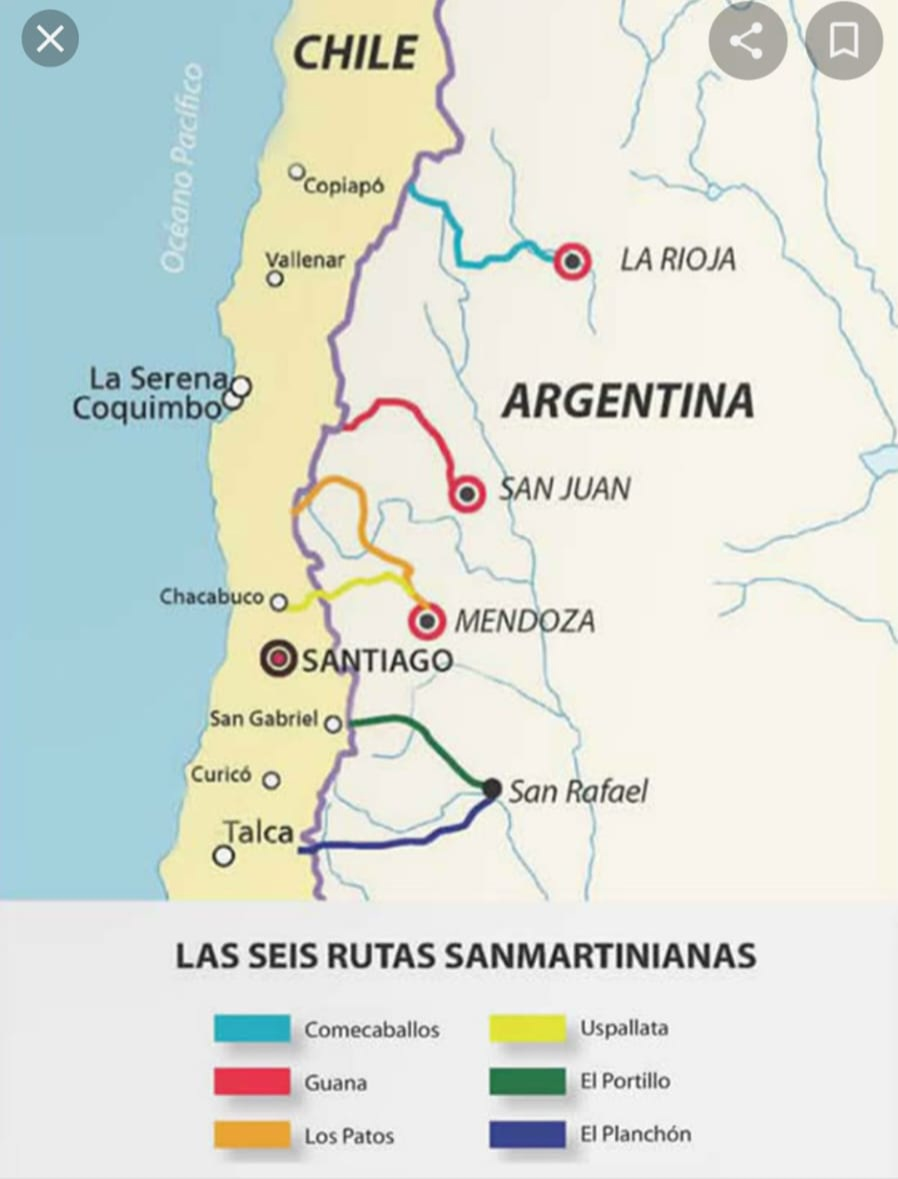 CHILE
Océano Pacífico
Copiapó
LA RIOJA
Vallenar
La Serena
Coquimbo
ARGENTINA
SAN JUAN
Chacabuco
MENDOZA
SANTIAGO
San Gabriel
Curicó
San Rafael
Talca
LAS SEIS RUTAS SANMARTINIANAS
Comecaballos
Uspallata
Guana
El Portillo
Los Patos
El Planchón